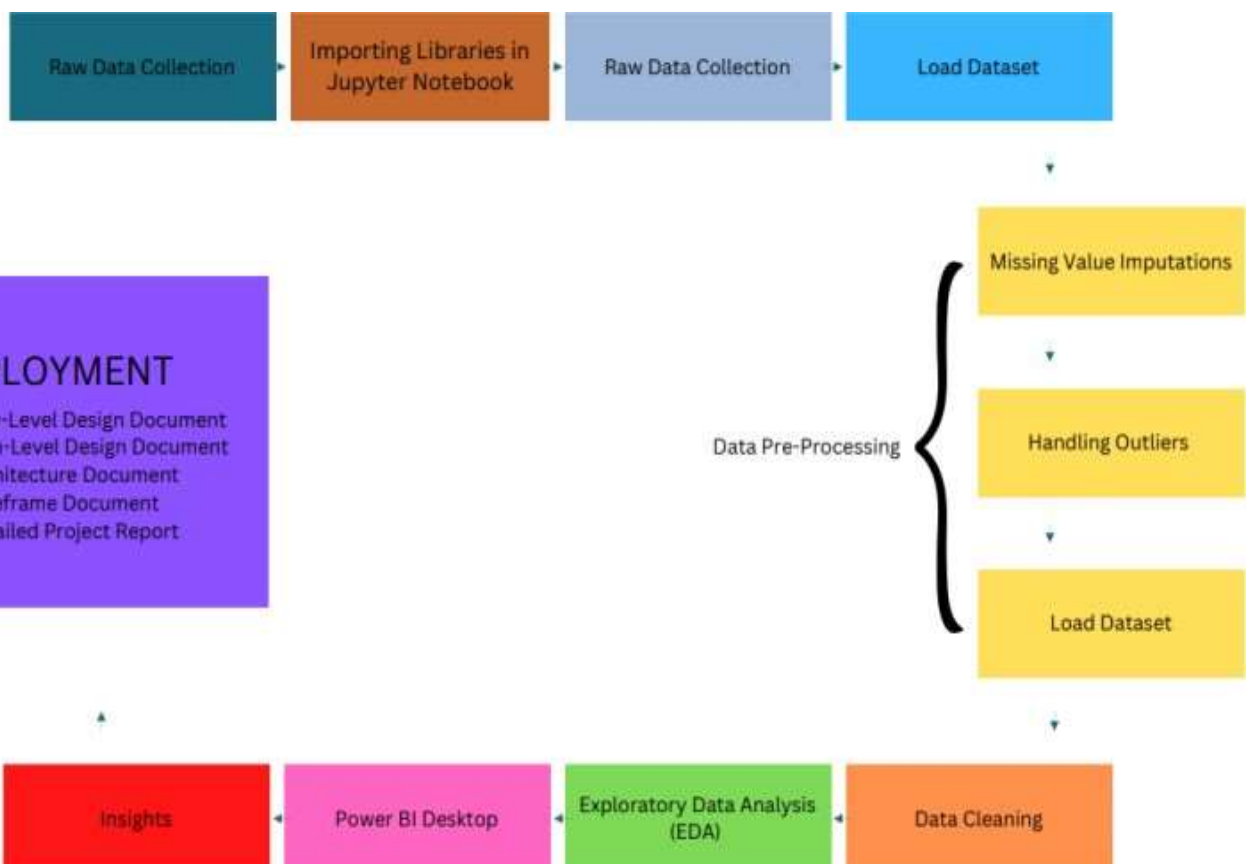 Raw Data Collection
Importing Libraries in
Jupyter Notebook
Raw Data Collection
Load Dataset
Missing Value Imputations
Handling Outliers
Load Dataset
Data Pre-Processing
LOYMENT
-Level Design Document
-Level Design Document
itecture Document
frame Document
ailed Project Report
Insights
Power BI Desktop
Exploratory Data Analysis
(EDA)
Data Cleaning